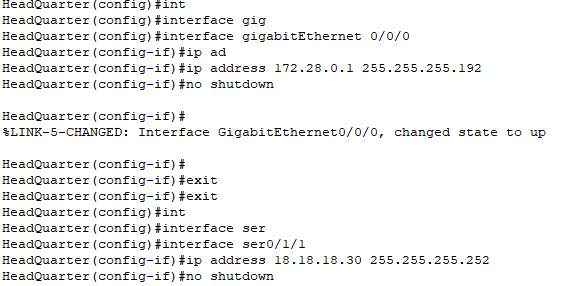 HeadQuarter(config)#int
HeadQuarter(config)#interface gig
HeadQuarter(config)#interface gigabitEthernet 0/0/0
HeadQuarter(config-if)#ip ad
HeadQuarter(config-if)#ip address 172.28.0.1 255.255.255.192
HeadQuarter(config-if)#no shutdown
HeadQuarter(config-if)#
%LINK-5-CHANGED: Interface GigabitEthernet0/0/0, changed state to up
HeadQuarter(config-if)#
HeadQuarter(config-if)#exit
HeadQuarter(config-if)#exit
HeadQuarter(config)#int
HeadQuarter(config)#interface ser
HeadQuarter(config)#interface ser0/1/1
HeadQuarter(config-if)#ip address 18.18.18.30 255.255.255.252
HeadQuarter(config-if)#no shutdown